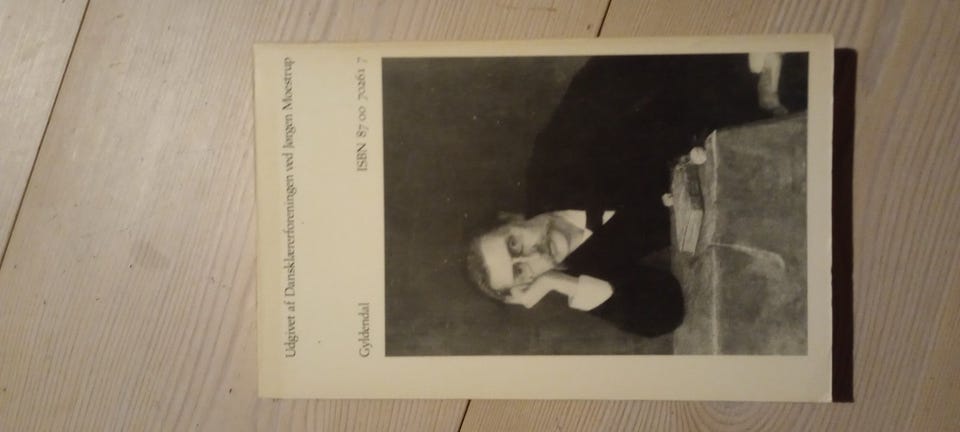 Udgivet af Dansklærerforeningen ved Jørgen Moestrup
Gyldendal ISBN 87 00 70261 7